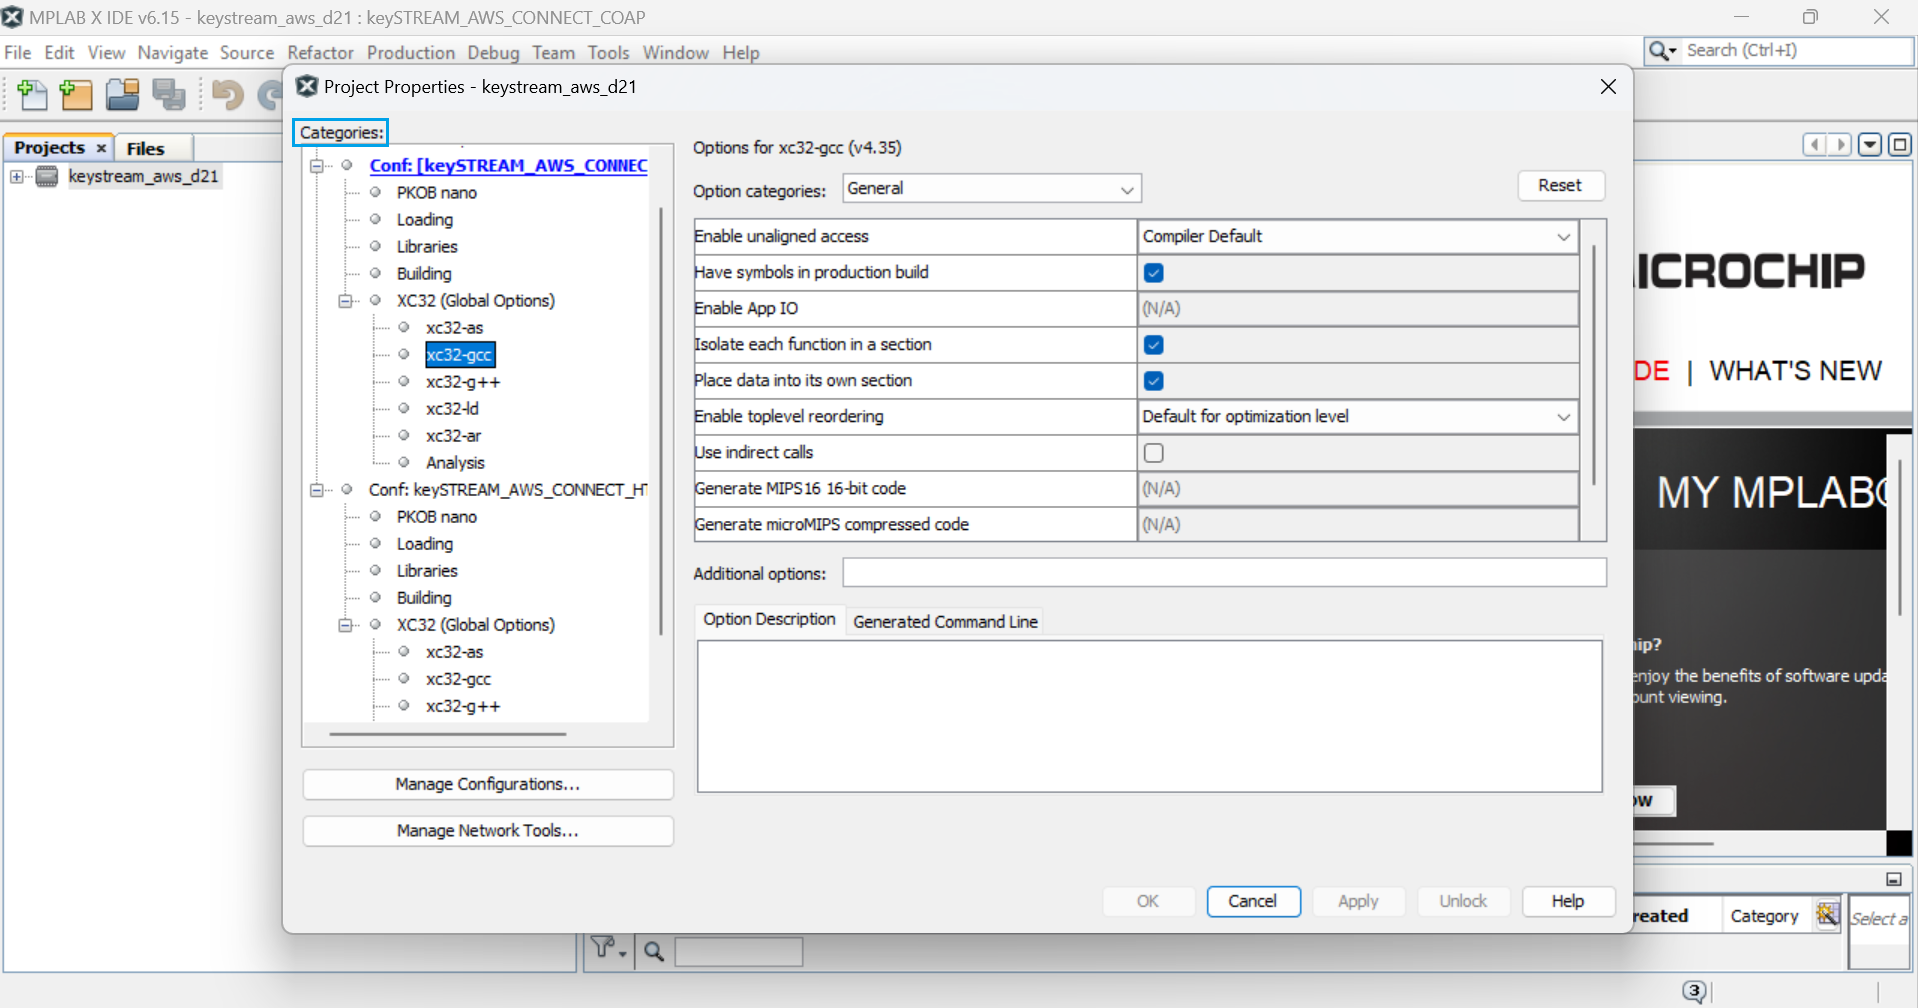 MPLAB X IDE v6.15 - keystream_aws_d21 : keySTREAM_AWS_CONNECT_COAP
File Edit View Navigate Source Refactor Production Debug Team Tools Window Help
Search (Ctrl+I)
Project Properties - keystream_aws_d21
Projects
Files
keystream_aws_d21
Categories:
Conf: [keySTREAM_AWS_CONNEC
PKOB nano
Loading
Libraries
Building
XC32 (Global Options)
xc32-as
xc32-gcc
xc32-g++
xc32-ld
xc32-ar
Analysis
Conf: keySTREAM_AWS_CONNECT_HT
PKOB nano
Loading
Libraries
Building
XC32 (Global Options)
xc32-as
xc32-gcc
xc32-g++
Manage Configurations...
Manage Network Tools...
Options for xc32-gcc (v4.35)
Option categories: General
Reset
Enable unaligned access Compiler Default
Have symbols in production build
Enable App IO (N/A)
Isolate each function in a section
Place data into its own section
Enable toplevel reordering Default for optimization level
Use indirect calls
Generate MIPS16 16-bit code (N/A)
Generate microMIPS compressed code (N/A)
Additional options:
Option Description
Generated Command Line
OK
Cancel
Apply
Unlock
Help
ICROCHIP
DE | WHAT'S NEW
MY MPLAB
ip?
enjoy the benefits of software upda
ount viewing.
ow
reated
Category
Select a
3